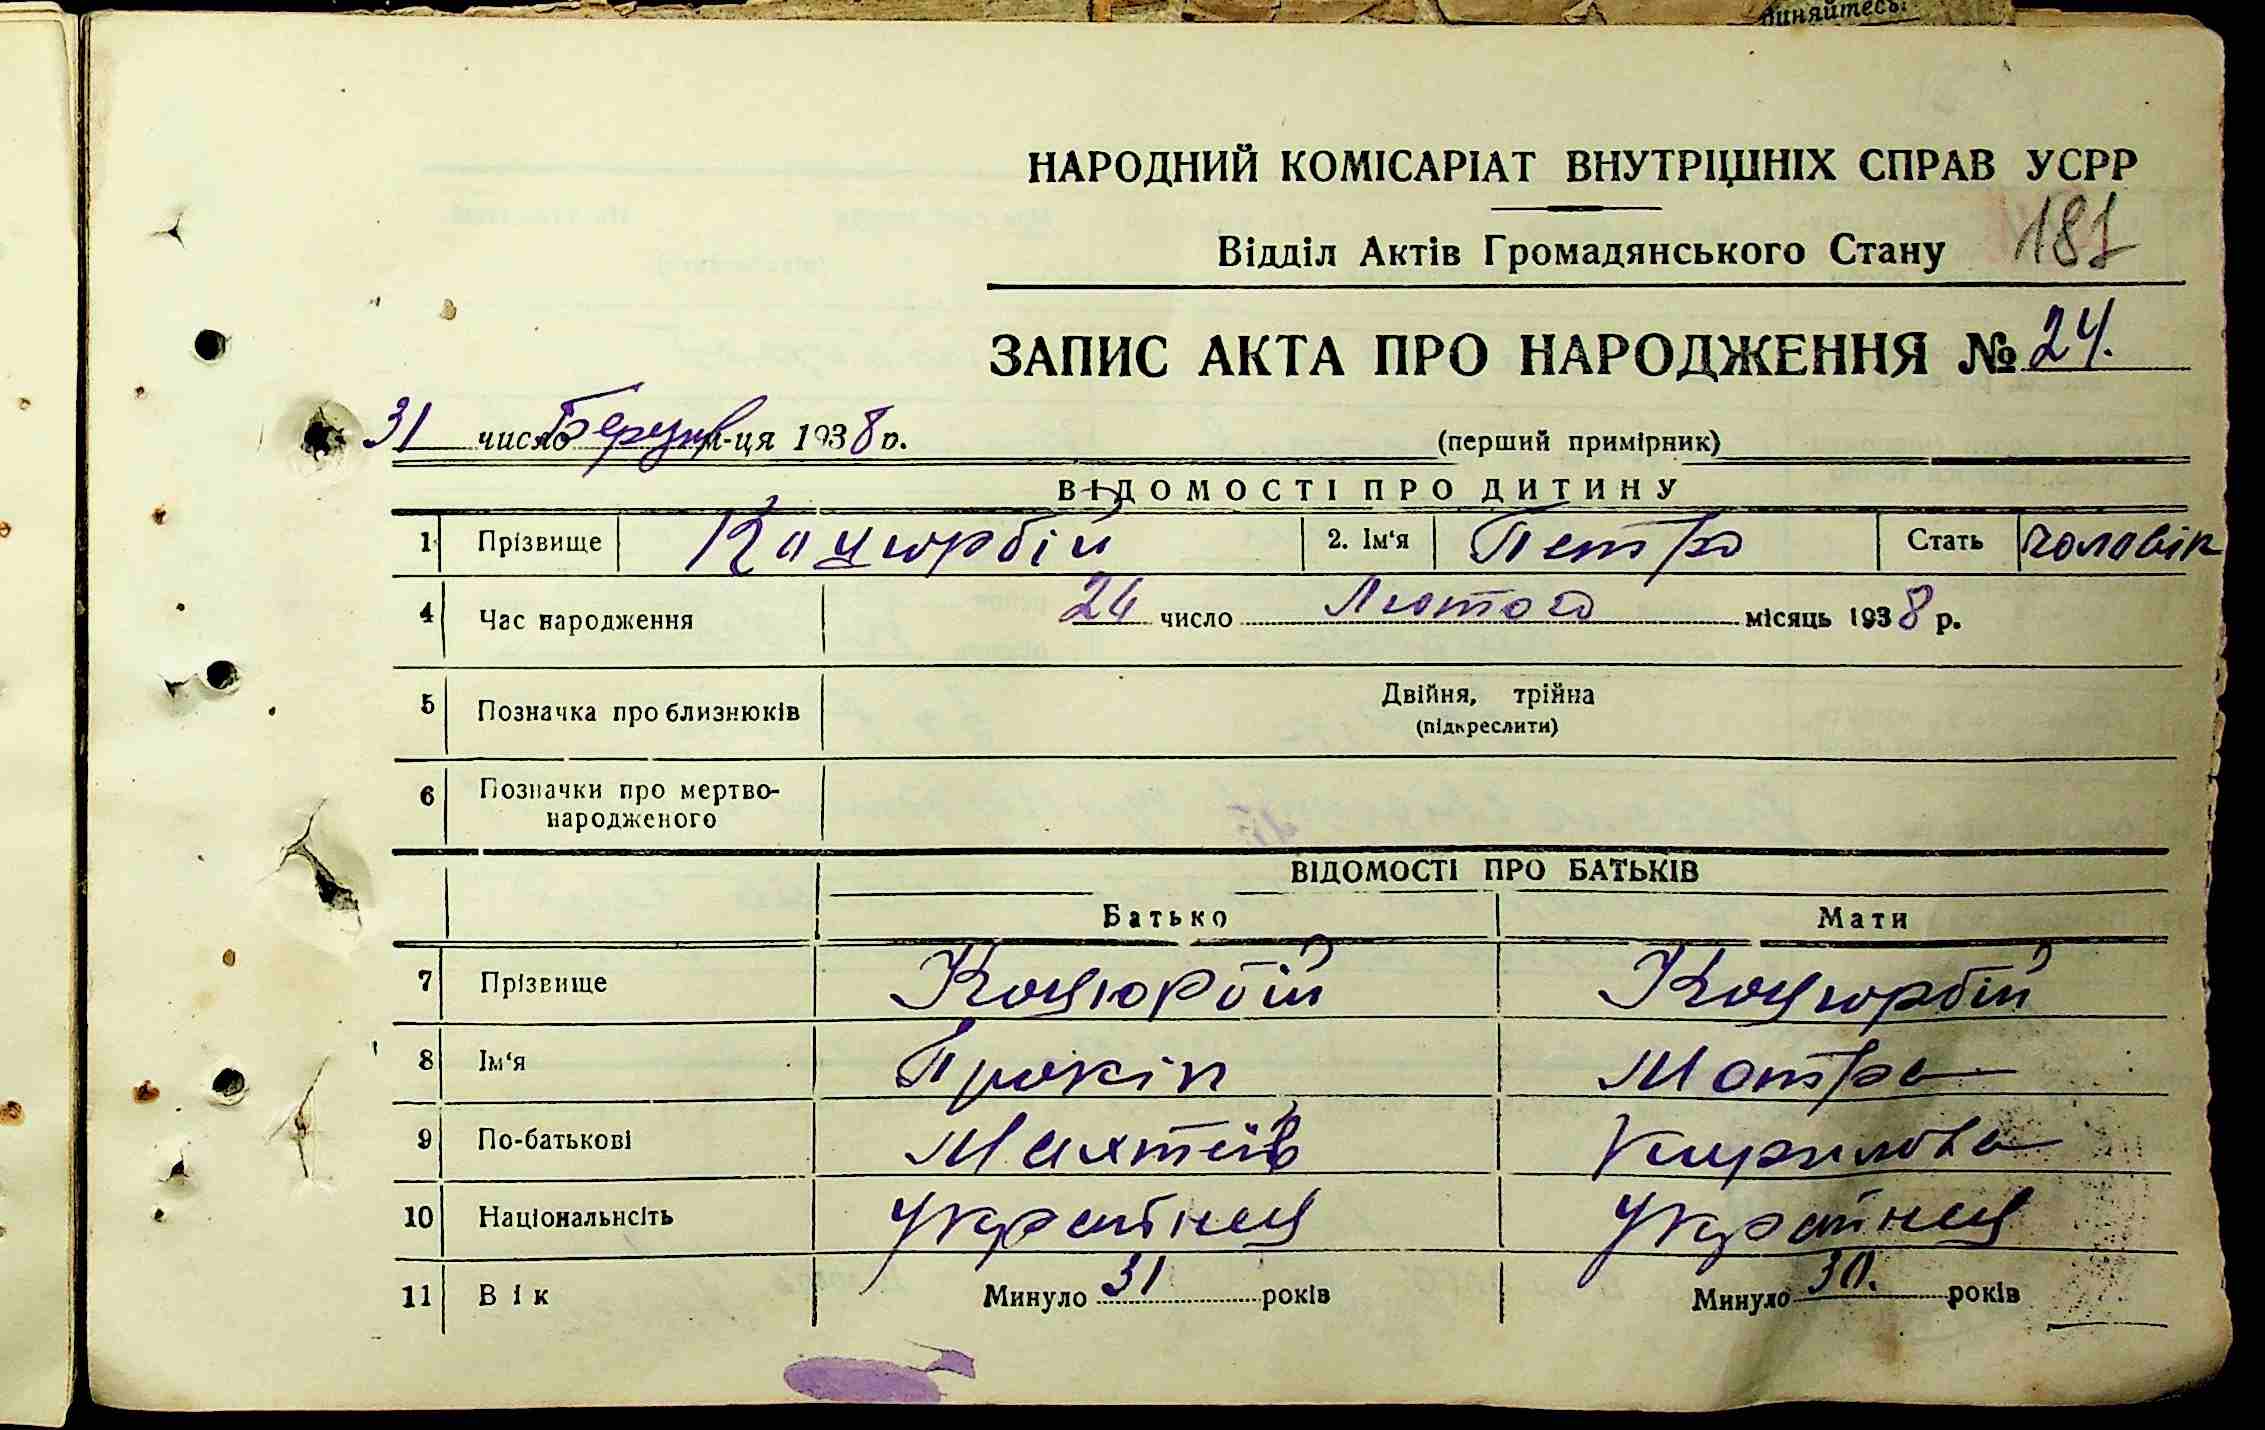 НАРОДНИЙ КОМІСАРІАТ ВНУТРІШНІХ СПРАВ УСРР
Відділ Актів Громадянського Стану 181
ЗАПИС АКТА ПРО НАРОДЖЕННЯ № 24.
31 число Березня м-ця 1938 р. (перший примірник)
ВІДОМОСТІ ПРО ДИТИНУ
1 Прізвище Кацюрбій 2. Ім'я Петро Стать чоловік
4 Час народження 24 число Лютого місяць 1938 р.
5 Позначка про близнюків Двійня, трійна
(підкреслити)
6 Позначки про мертво-
народженого
ВІДОМОСТІ ПРО БАТЬКІВ
Батько Мати
7 Прізвище Кацюрбій Кацюрбій
8 Ім'я Прокіп Мотря
9 По-батькові Кирилова
10 Національнсіть Українец Українец
11 Вік Минуло 31 років Минуло 30. років